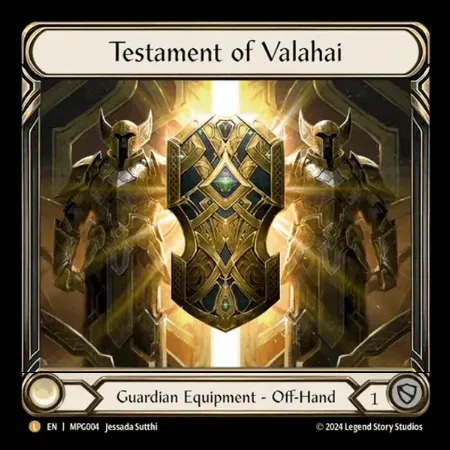 Testament of Valahai
Guardian Equipment - Off-Hand
1
L EN | MPG004 Jessada Sutthi
© 2024 Legend Story Studios